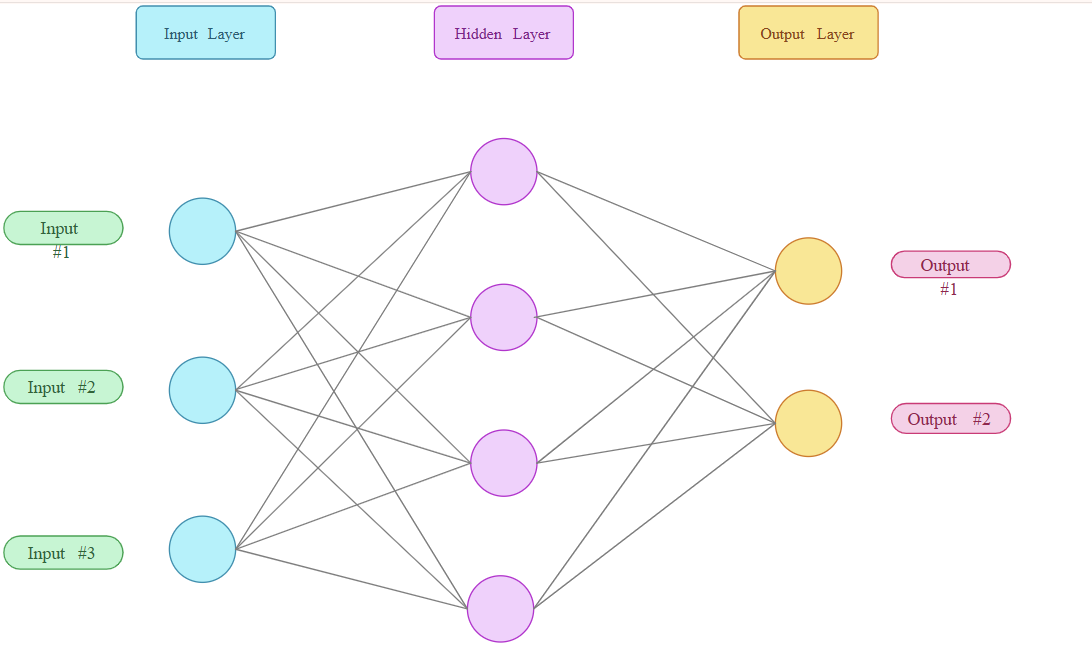 Input Layer
Hidden Layer
Output Layer
Input
#1
Output
#1
Input #2
Output #2
Input #3